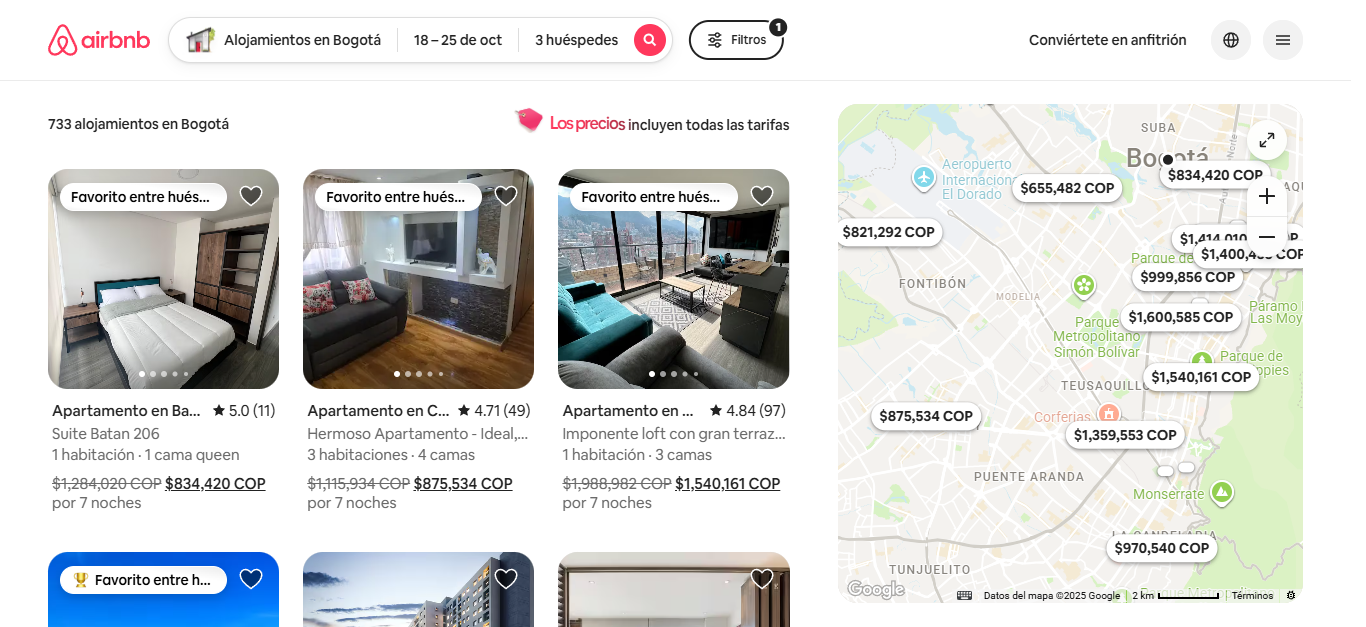 airbnb
Alojamientos en Bogotá
18 – 25 de oct
3 huéspedes
Filtros
1
Conviértete en anfitrión
733 alojamientos en Bogotá
Los precios incluyen todas las tarifas
Favorito entre hués...
Favorito entre hués...
Favorito entre hués...
Apartamento en Ba... 5.0 (11)
Suite Batan 206
1 habitación · 1 cama queen
$1,284,020 COP $834,420 COP
por 7 noches
Apartamento en C... 4.71 (49)
Hermoso Apartamento - Ideal,...
3 habitaciones · 4 camas
$1,115,934 COP $875,534 COP
por 7 noches
Apartamento en ... 4.84 (97)
Imponente loft con gran terraz...
1 habitación · 3 camas
$1,988,982 COP $1,540,161 COP
por 7 noches
Favorito entre h...
SUBA
Bogotá
Aeropuerto
Internaciona
El Dorado
$655,482 COP
$834,420 COP
$821,292 COP
$1,414,010
$1,400,4
COP
Parque de
$999,856 COP
FONTIBÓN
MODELIA
$1,600,585 COP
Páramo
Las Moy
Parque
Metropolitano
Simón Bolívar
Parque de
opies
TEUSAQUILLO
$1,540,161 COP
$875,534 COP
Corferias
$1,359,553 COP
PUENTE ARANDA
Monserrate
LA CANDELARIA
$970,540 COP
TUNJUELITO
Google
Datos del mapa ©2025 Google
2 km
Términos